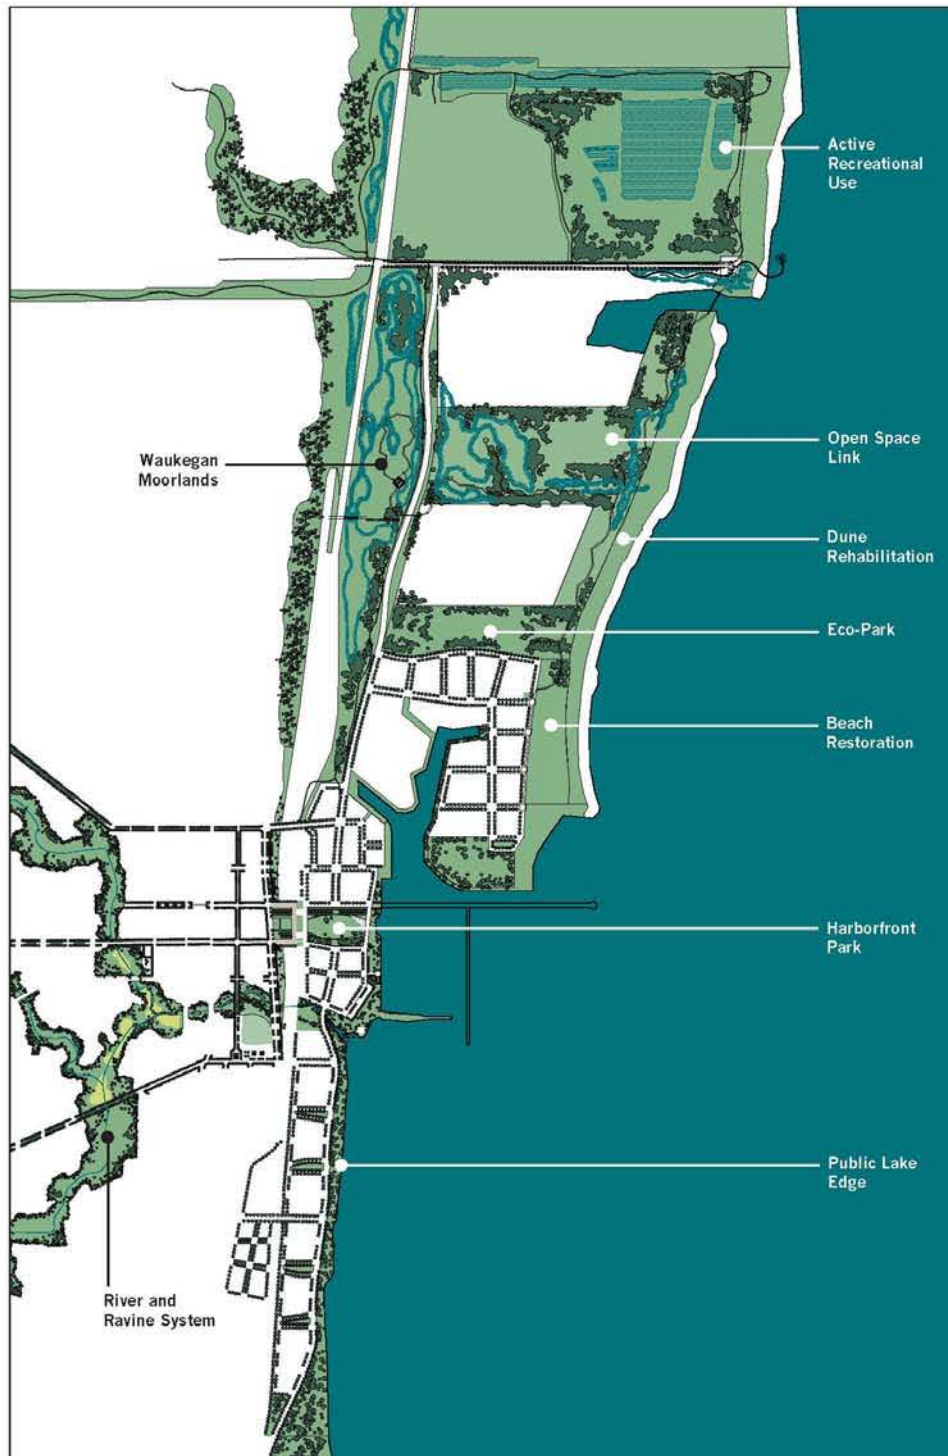 Active
Recreational
Use
Waukegan
Moorlands
Open Space
Link
Dune
Rehabilitation
Eco-Park
Beach
Restoration
Harborfront
Park
Public Lake
Edge
River and
Ravine System